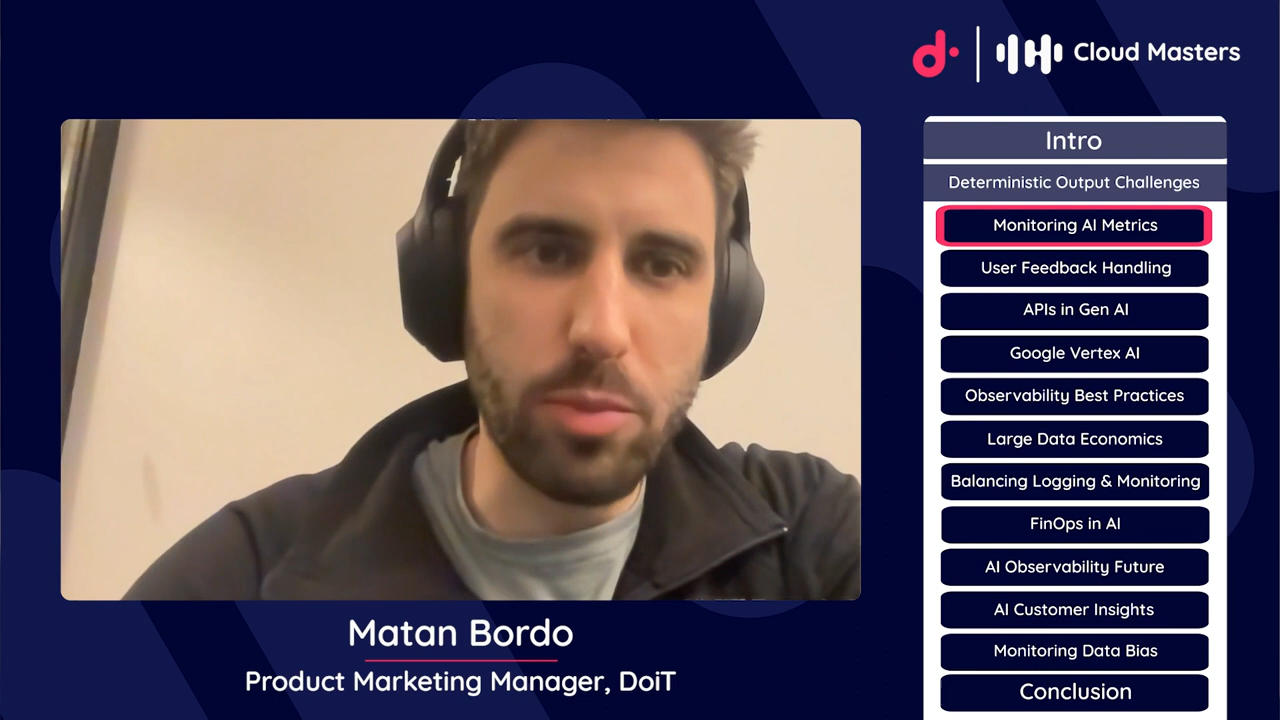 Cloud Masters
Intro
Deterministic Output Challenges
Monitoring AI Metrics
User Feedback Handling
APIs in Gen AI
Google Vertex AI
Observability Best Practices
Large Data Economics
Balancing Logging & Monitoring
FinOps in AI
AI Observability Future
AI Customer Insights
Monitoring Data Bias
Conclusion
Matan Bordo
Product Marketing Manager, DoiT